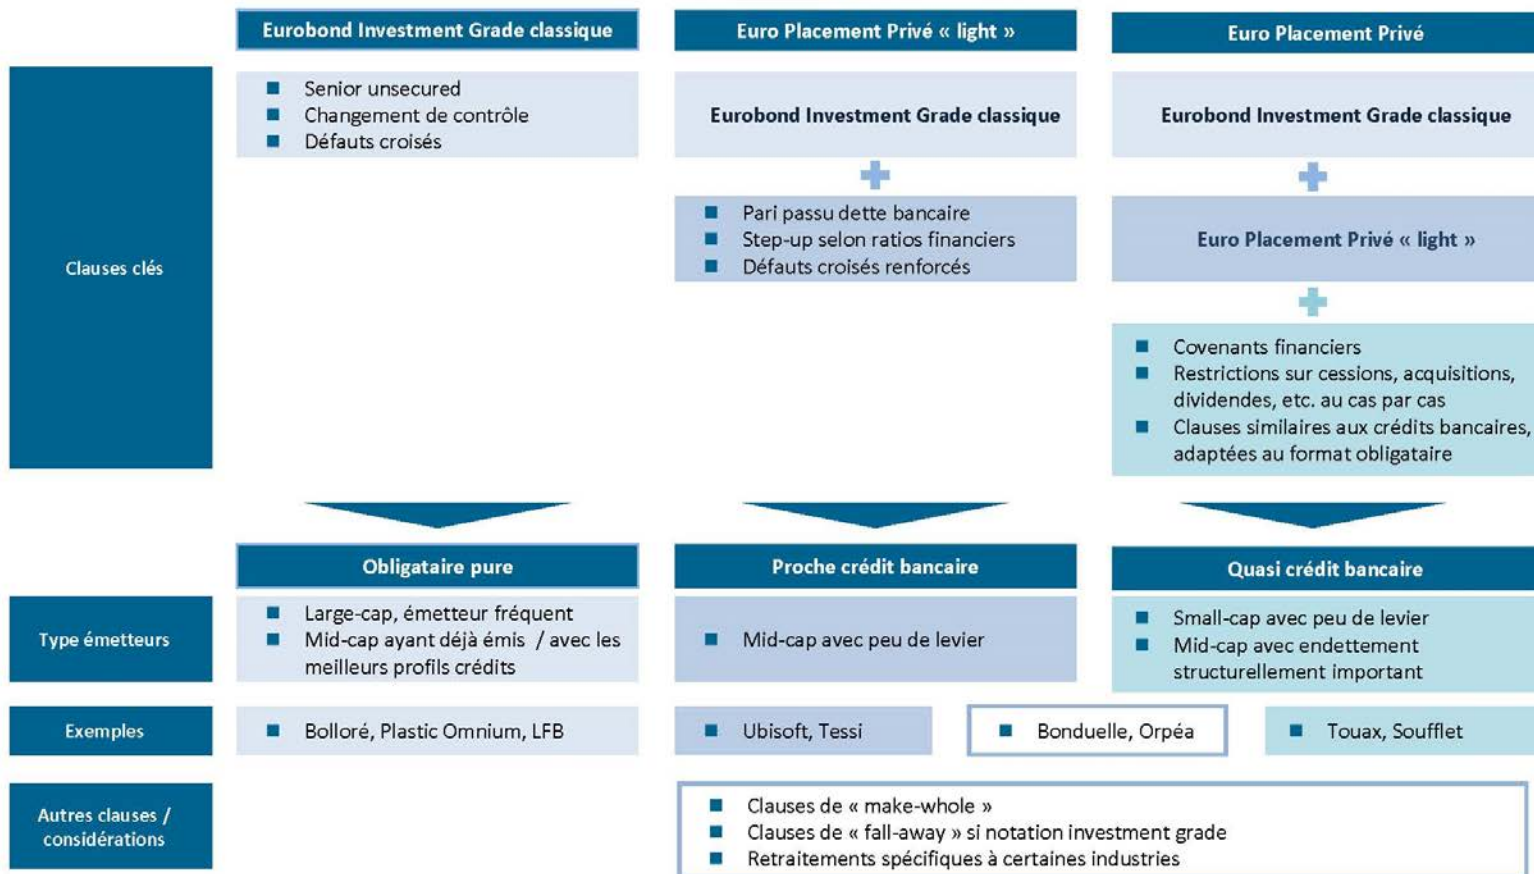 Eurobond Investment Grade classique
Euro Placement Privé « light »
Euro Placement Privé
Clauses clés
Senior unsecured
Changement de contrôle
Défauts croisés
Eurobond Investment Grade classique
Pari passu dette bancaire
Step-up selon ratios financiers
Défauts croisés renforcés
Eurobond Investment Grade classique
Euro Placement Privé « light »
Covenants financiers
Restrictions sur cessions, acquisitions,
dividendes, etc. au cas par cas
Clauses similaires aux crédits bancaires,
adaptées au format obligataire
Obligataire pure
Proche crédit bancaire
Quasi crédit bancaire
Type émetteurs
Large-cap, émetteur fréquent
Mid-cap ayant déjà émis / avec les
meilleurs profils crédits
Mid-cap avec peu de levier
Small-cap avec peu de levier
Mid-cap avec endettement
structurellement important
Exemples
Bolloré, Plastic Omnium, LFB
Ubisoft, Tessi
Bonduelle, Orpéa
Touax, Soufflet
Autres clauses /
considérations
Clauses de « make-whole »
Clauses de « fall-away » si notation investment grade
Retraitements spécifiques à certaines industries